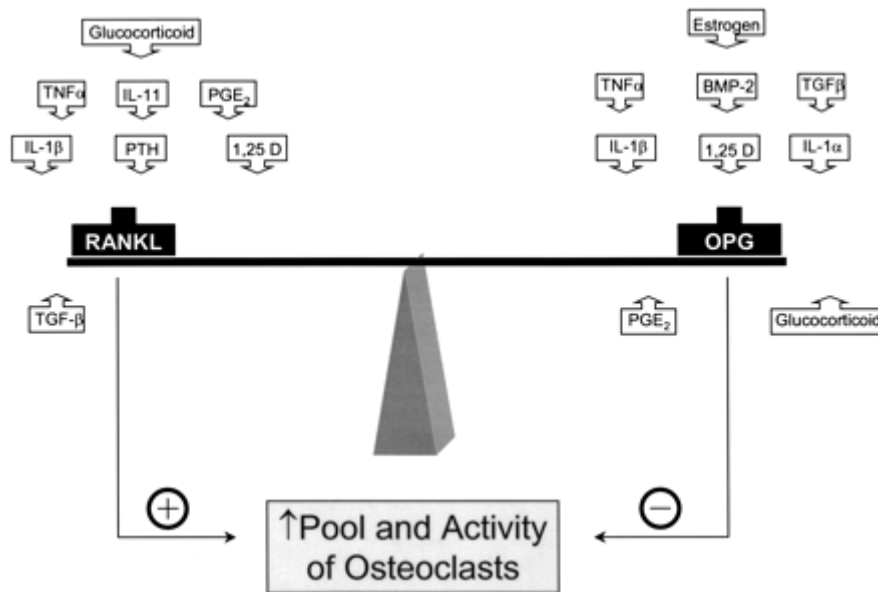 Glucocorticoid
Estrogen
TNFα IL-11 PGE₂
TNFα BMP-2 TGFβ
IL-1β PTH 1,25 D
IL-1β 1,25 D IL-1α
RANKL
OPG
TGF-β
PGE₂ Glucocorticoid
+
−
↑Pool and Activity
of Osteoclasts